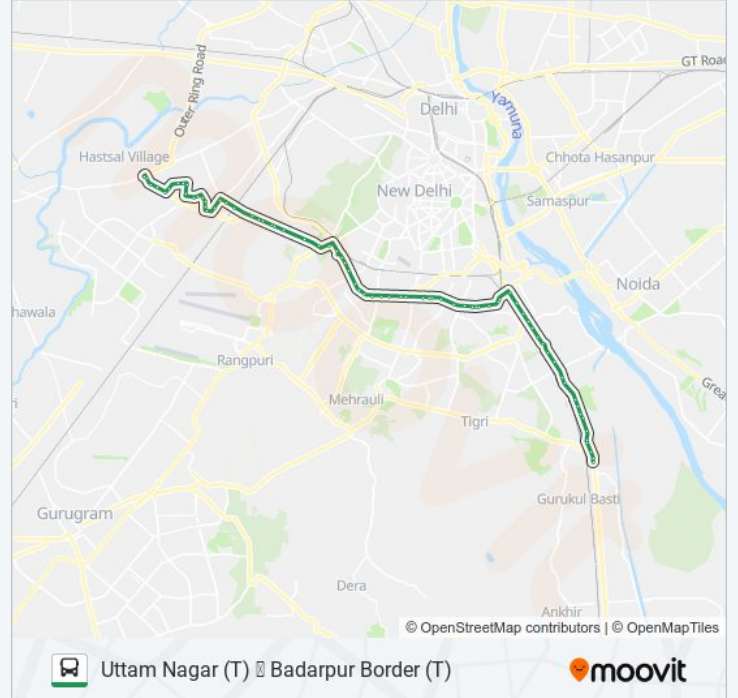 GT Road
Outer Ring Road
Delhi
Yamuna
Hastsal Village
Chhota Hasanpur
New Delhi
Samaspur
Noida
hawala
Rangpuri
Grea
Mehrauli
Tigri
Gurukul Basti
Gurugram
Dera
Ankhir
© OpenStreetMap contributors | © OpenMapTiles
Uttam Nagar (T) Badarpur Border (T)
moovit